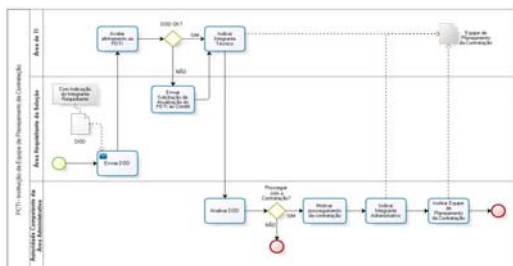 PCTI - Instituição da Equipe de Planejamento da Contratação
Área de TI
Avaliar
alinhamento ao
PDTI
DOD OK?
SIM
NÃO
Indicar
Integrante
Técnico
Equipe de
Planejamento
da Contratação
Enviar
Solicitação de
Atualização do
PDTI ao Comitê
Área Requisitante da Solução
Com Indicação
do Integrante
Requisitante
DOD
Enviar DOD
Autoridade Competente da
Área Administrativa
Analisar DOD
Prosseguir
com a
Contratação?
SIM
NÃO
Motivar
prosseguimento
da contratação
Indicar
Integrante
Administrativo
Instituir Equipe
de Planejamento
da Contratação